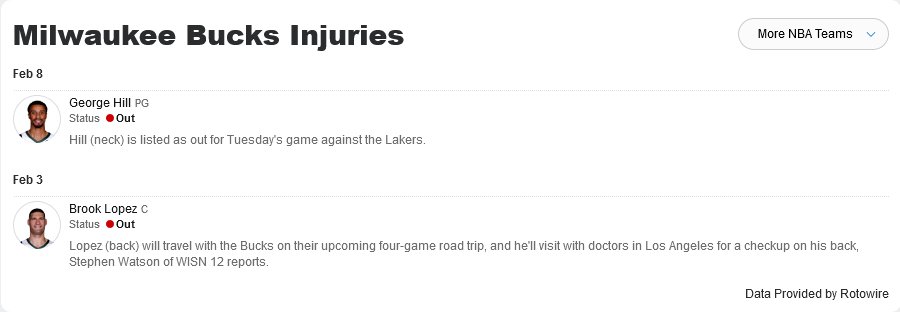 Milwaukee Bucks Injuries
More NBA Teams
Feb 8
George Hill PG
Status Out
Hill (neck) is listed as out for Tuesday's game against the Lakers.
Feb 3
Brook Lopez C
Status Out
Lopez (back) will travel with the Bucks on their upcoming four-game road trip, and he'll visit with doctors in Los Angeles for a checkup on his back,
Stephen Watson of WISN 12 reports.
Data Provided by Rotowire